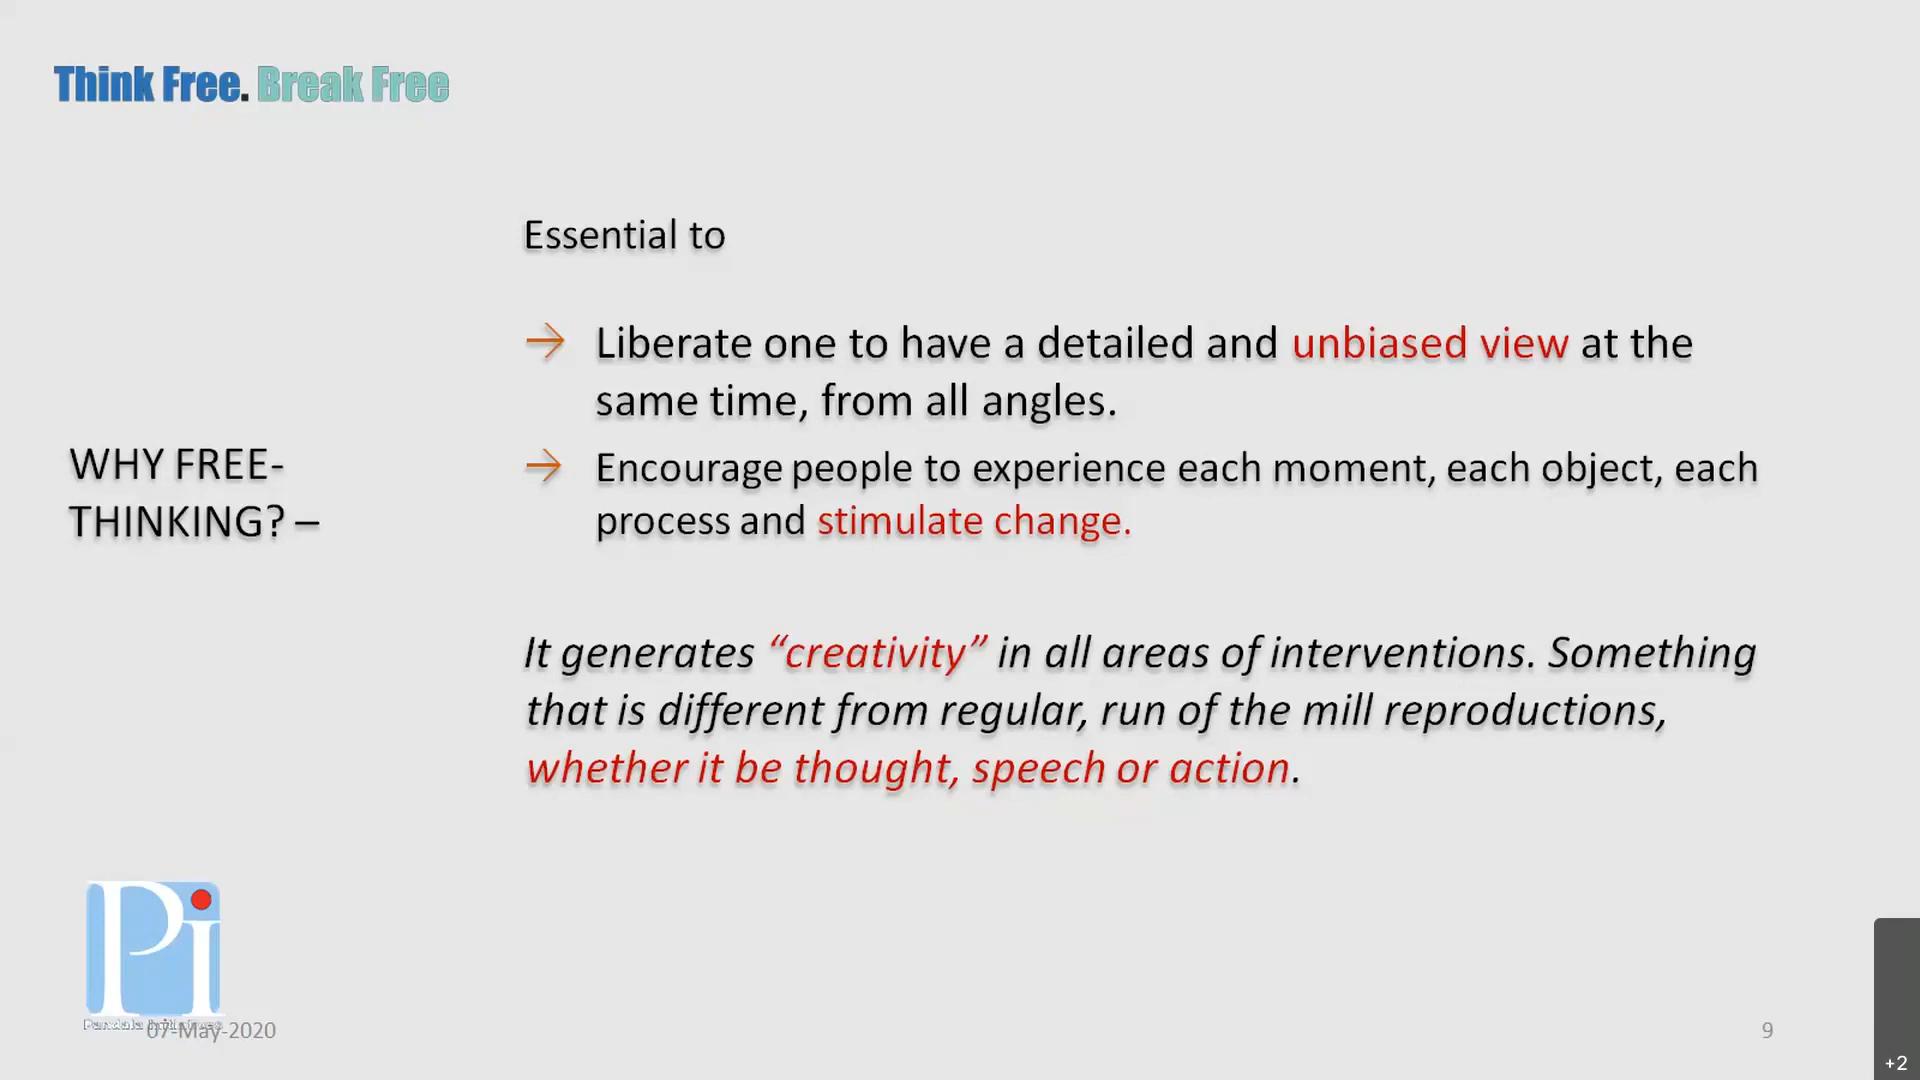 Think Free. Break Free
Essential to
→ Liberate one to have a detailed and unbiased view at the
same time, from all angles.
WHY FREE-
THINKING? –
→ Encourage people to experience each moment, each object, each
process and stimulate change.
It generates “creativity” in all areas of interventions. Something
that is different from regular, run of the mill reproductions,
whether it be thought, speech or action.
Pi
07-May-2020
9
+2